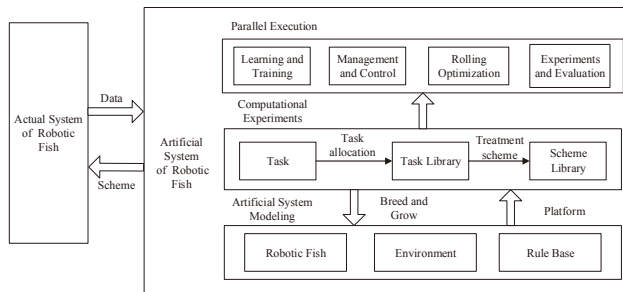 Parallel Execution
Learning and
Training
Management
and Control
Rolling
Optimization
Experiments
and Evaluation
Computational
Experiments
Data
Actual System
of Robotic
Fish
Scheme
Artificial
System
of Robotic
Fish
Task
Task
allocation
Task Library
Treatment
scheme
Scheme
Library
Artificial System
Modeling
Breed and
Grow
Platform
Robotic Fish
Environment
Rule Base